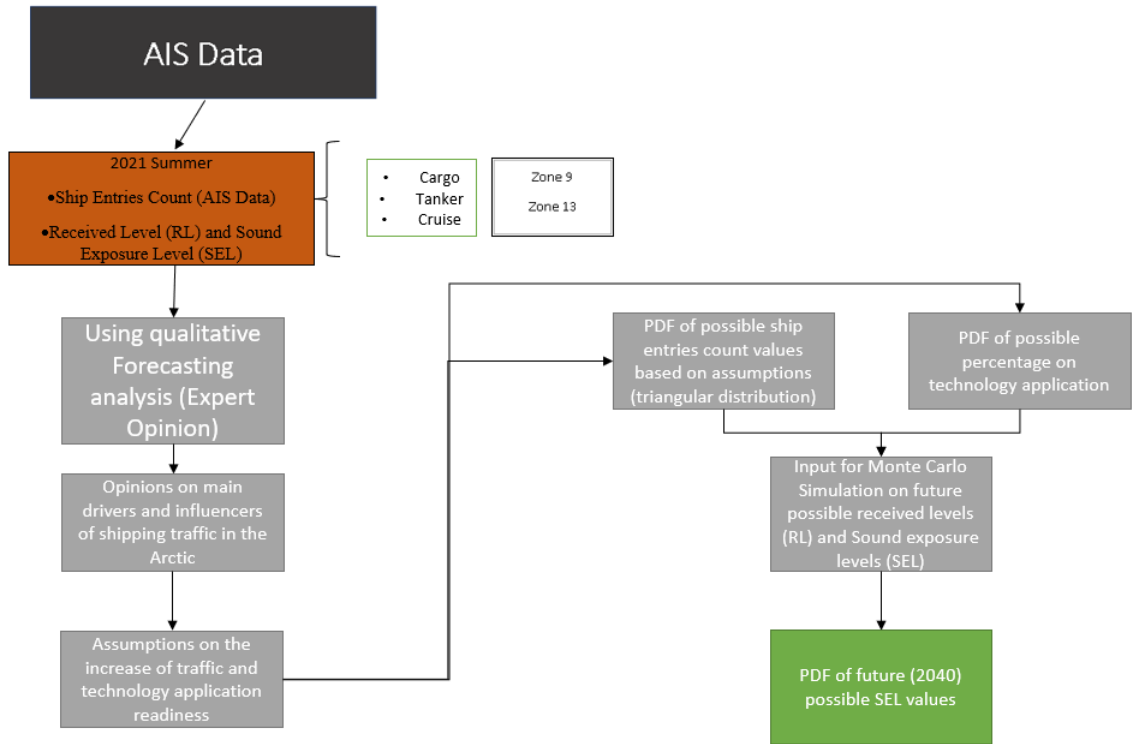 AIS Data
2021 Summer
•Ship Entries Count (AIS Data)
•Received Level (RL) and Sound
Exposure Level (SEL)
• Cargo
• Tanker
• Cruise
Zone 9
Zone 13
Using qualitative
Forecasting
analysis (Expert
Opinion)
Opinions on main
drivers and influencers
of shipping traffic in the
Arctic
Assumptions on the
increase of traffic and
technology application
readiness
PDF of possible ship
entries count values
based on assumptions
(triangular distribution)
PDF of possible
percentage on
technology application
Input for Monte Carlo
Simulation on future
possible received levels
(RL) and Sound exposure
levels (SEL)
PDF of future (2040)
possible SEL values